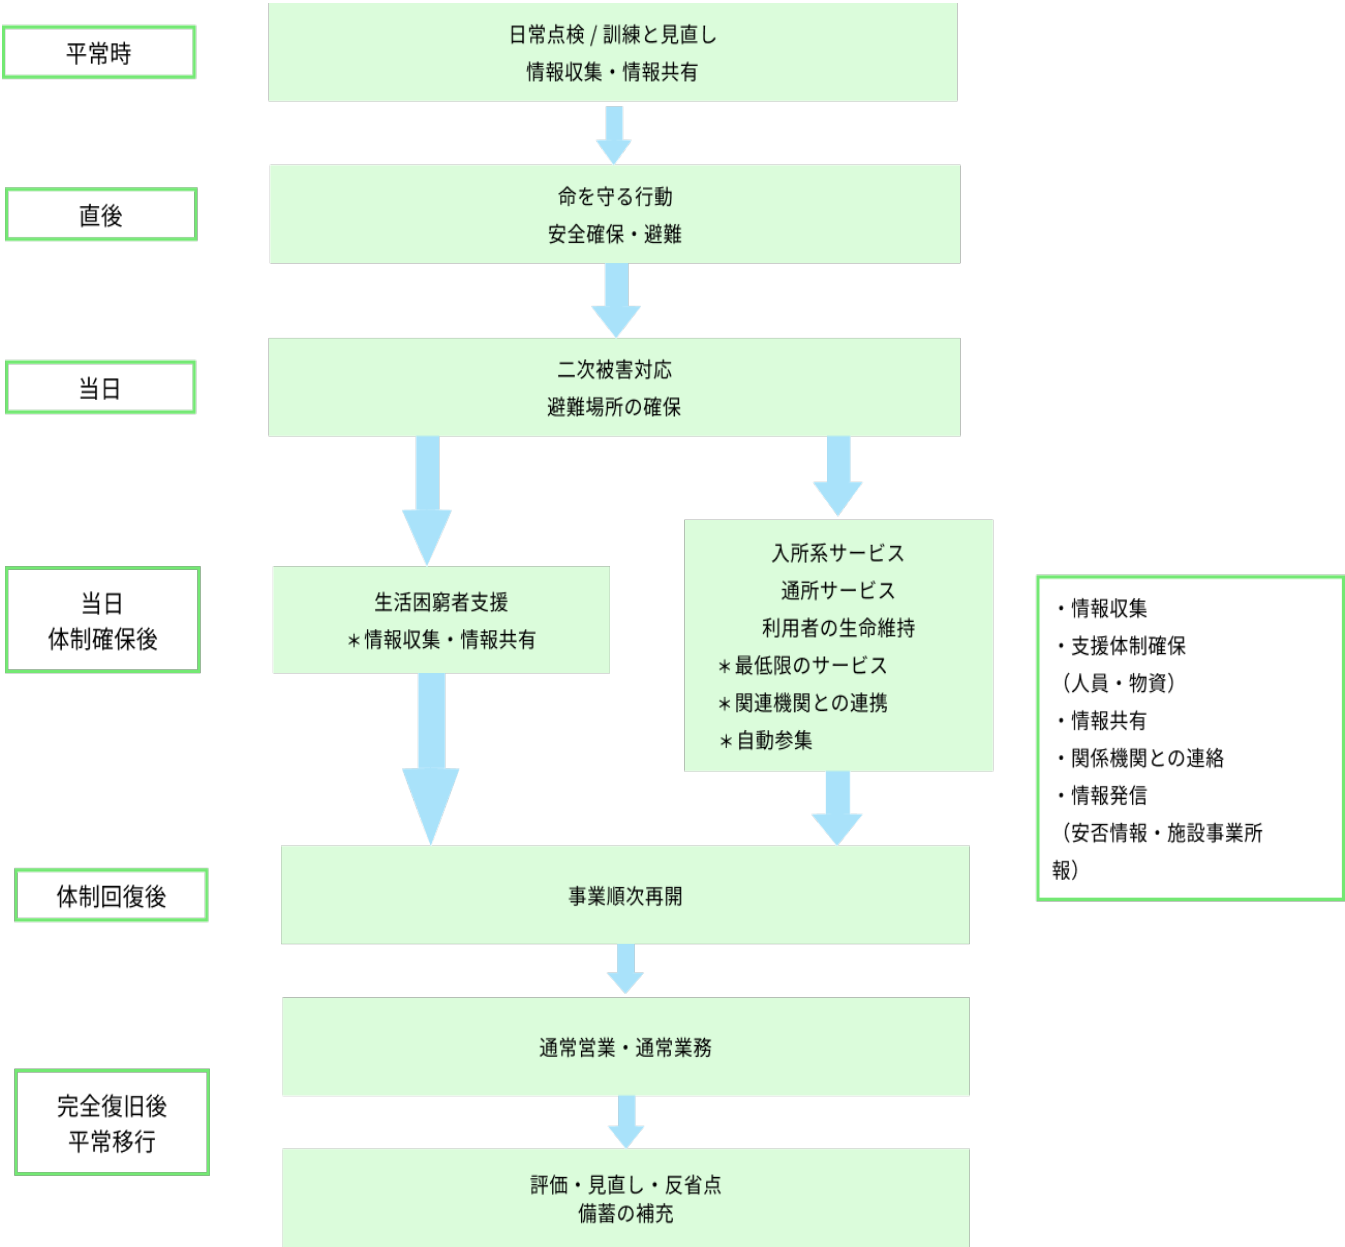 平常時
日常点検 / 訓練と見直し
情報収集・情報共有
直後
命を守る行動
安全確保・避難
当日
二次被害対応
避難場所の確保
当日
体制確保後
生活困窮者支援
＊情報収集・情報共有
入所系サービス
通所サービス
利用者の生命維持
＊最低限のサービス
＊関連機関との連携
＊自動参集
・情報収集
・支援体制確保
（人員・物資）
・情報共有
・関係機関との連絡
・情報発信
（安否情報・施設事業所
報）
体制回復後
事業順次再開
通常営業・通常業務
完全復旧後
平常移行
評価・見直し・反省点
備蓄の補充